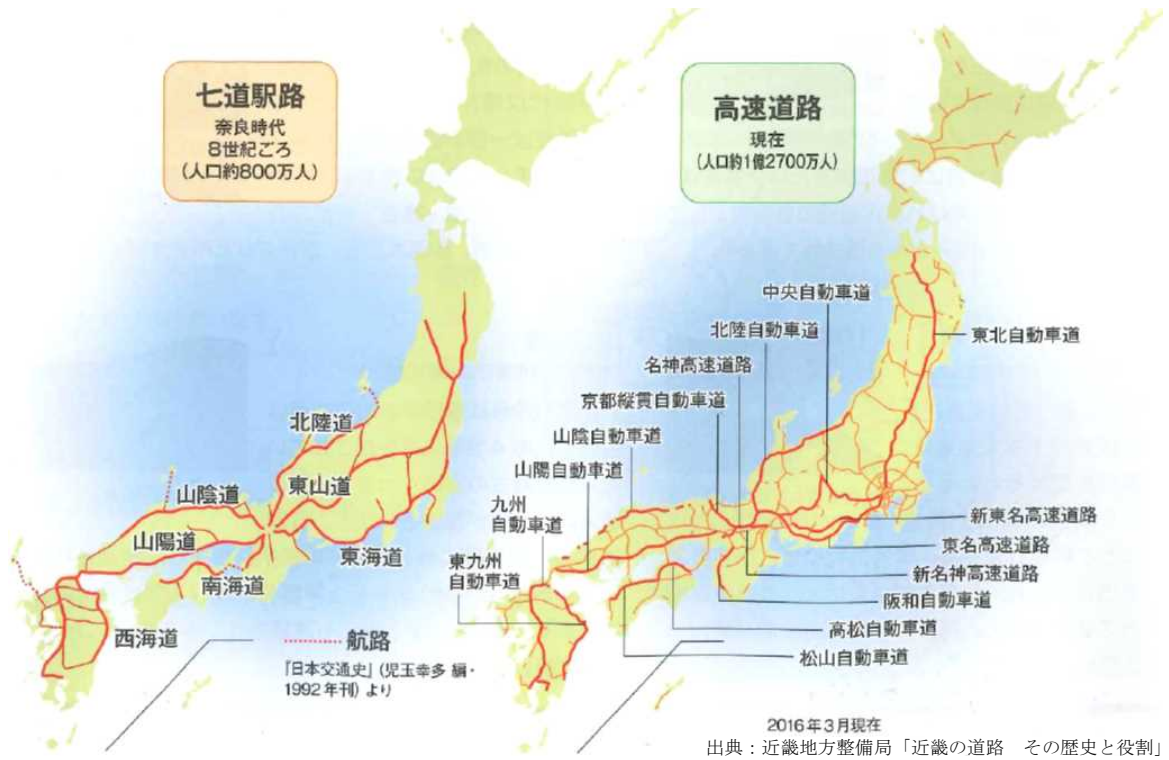 七道駅路
奈良時代
8世紀ごろ
(人口約800万人)
北陸道
東山道
山陰道
山陽道
東海道
南海道
西海道
航路
「日本交通史」(児玉幸多 編・
1992年刊)より
高速道路
現在
(人口約1億2700万人)
中央自動車道
北陸自動車道
東北自動車道
名神高速道路
京都縦貫自動車道
山陰自動車道
山陽自動車道
九州
自動車道
東九州
自動車道
新東名高速道路
東名高速道路
新名神高速道路
阪和自動車道
高松自動車道
松山自動車道
2016年3月現在
出典：近畿地方整備局「近畿の道路　その歴史と役割」